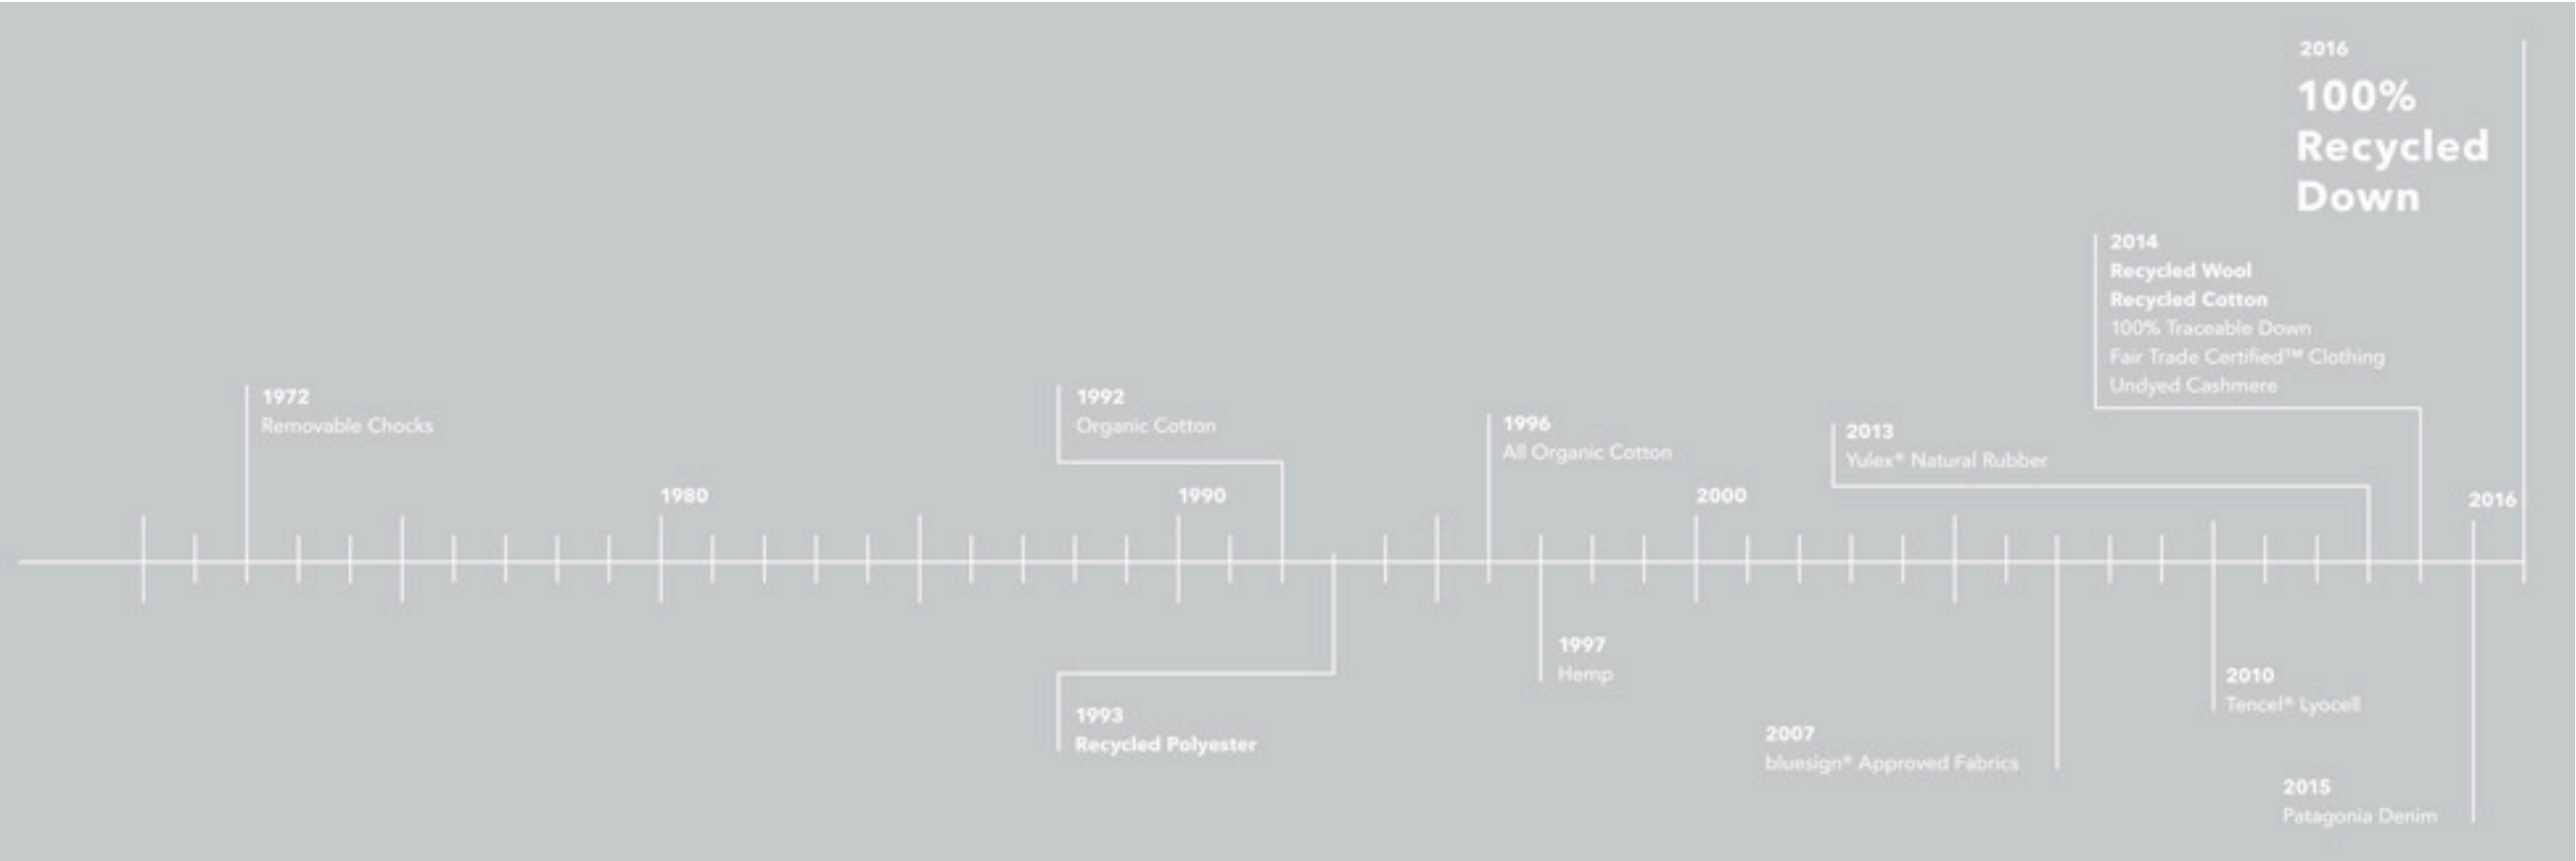 2016
100%
Recycled
Down
2014
Recycled Wool
Recycled Cotton
100% Traceable Down
Fair Trade Certified™ Clothing
Undyed Cashmere
1972
Removable Chocks
1992
Organic Cotton
1996
All Organic Cotton
2013
Yulex® Natural Rubber
1980
1990
2000
2016
1997
Hemp
2010
Tencel® Lyocell
1993
Recycled Polyester
2007
bluesign® Approved Fabrics
2015
Patagonia Denim